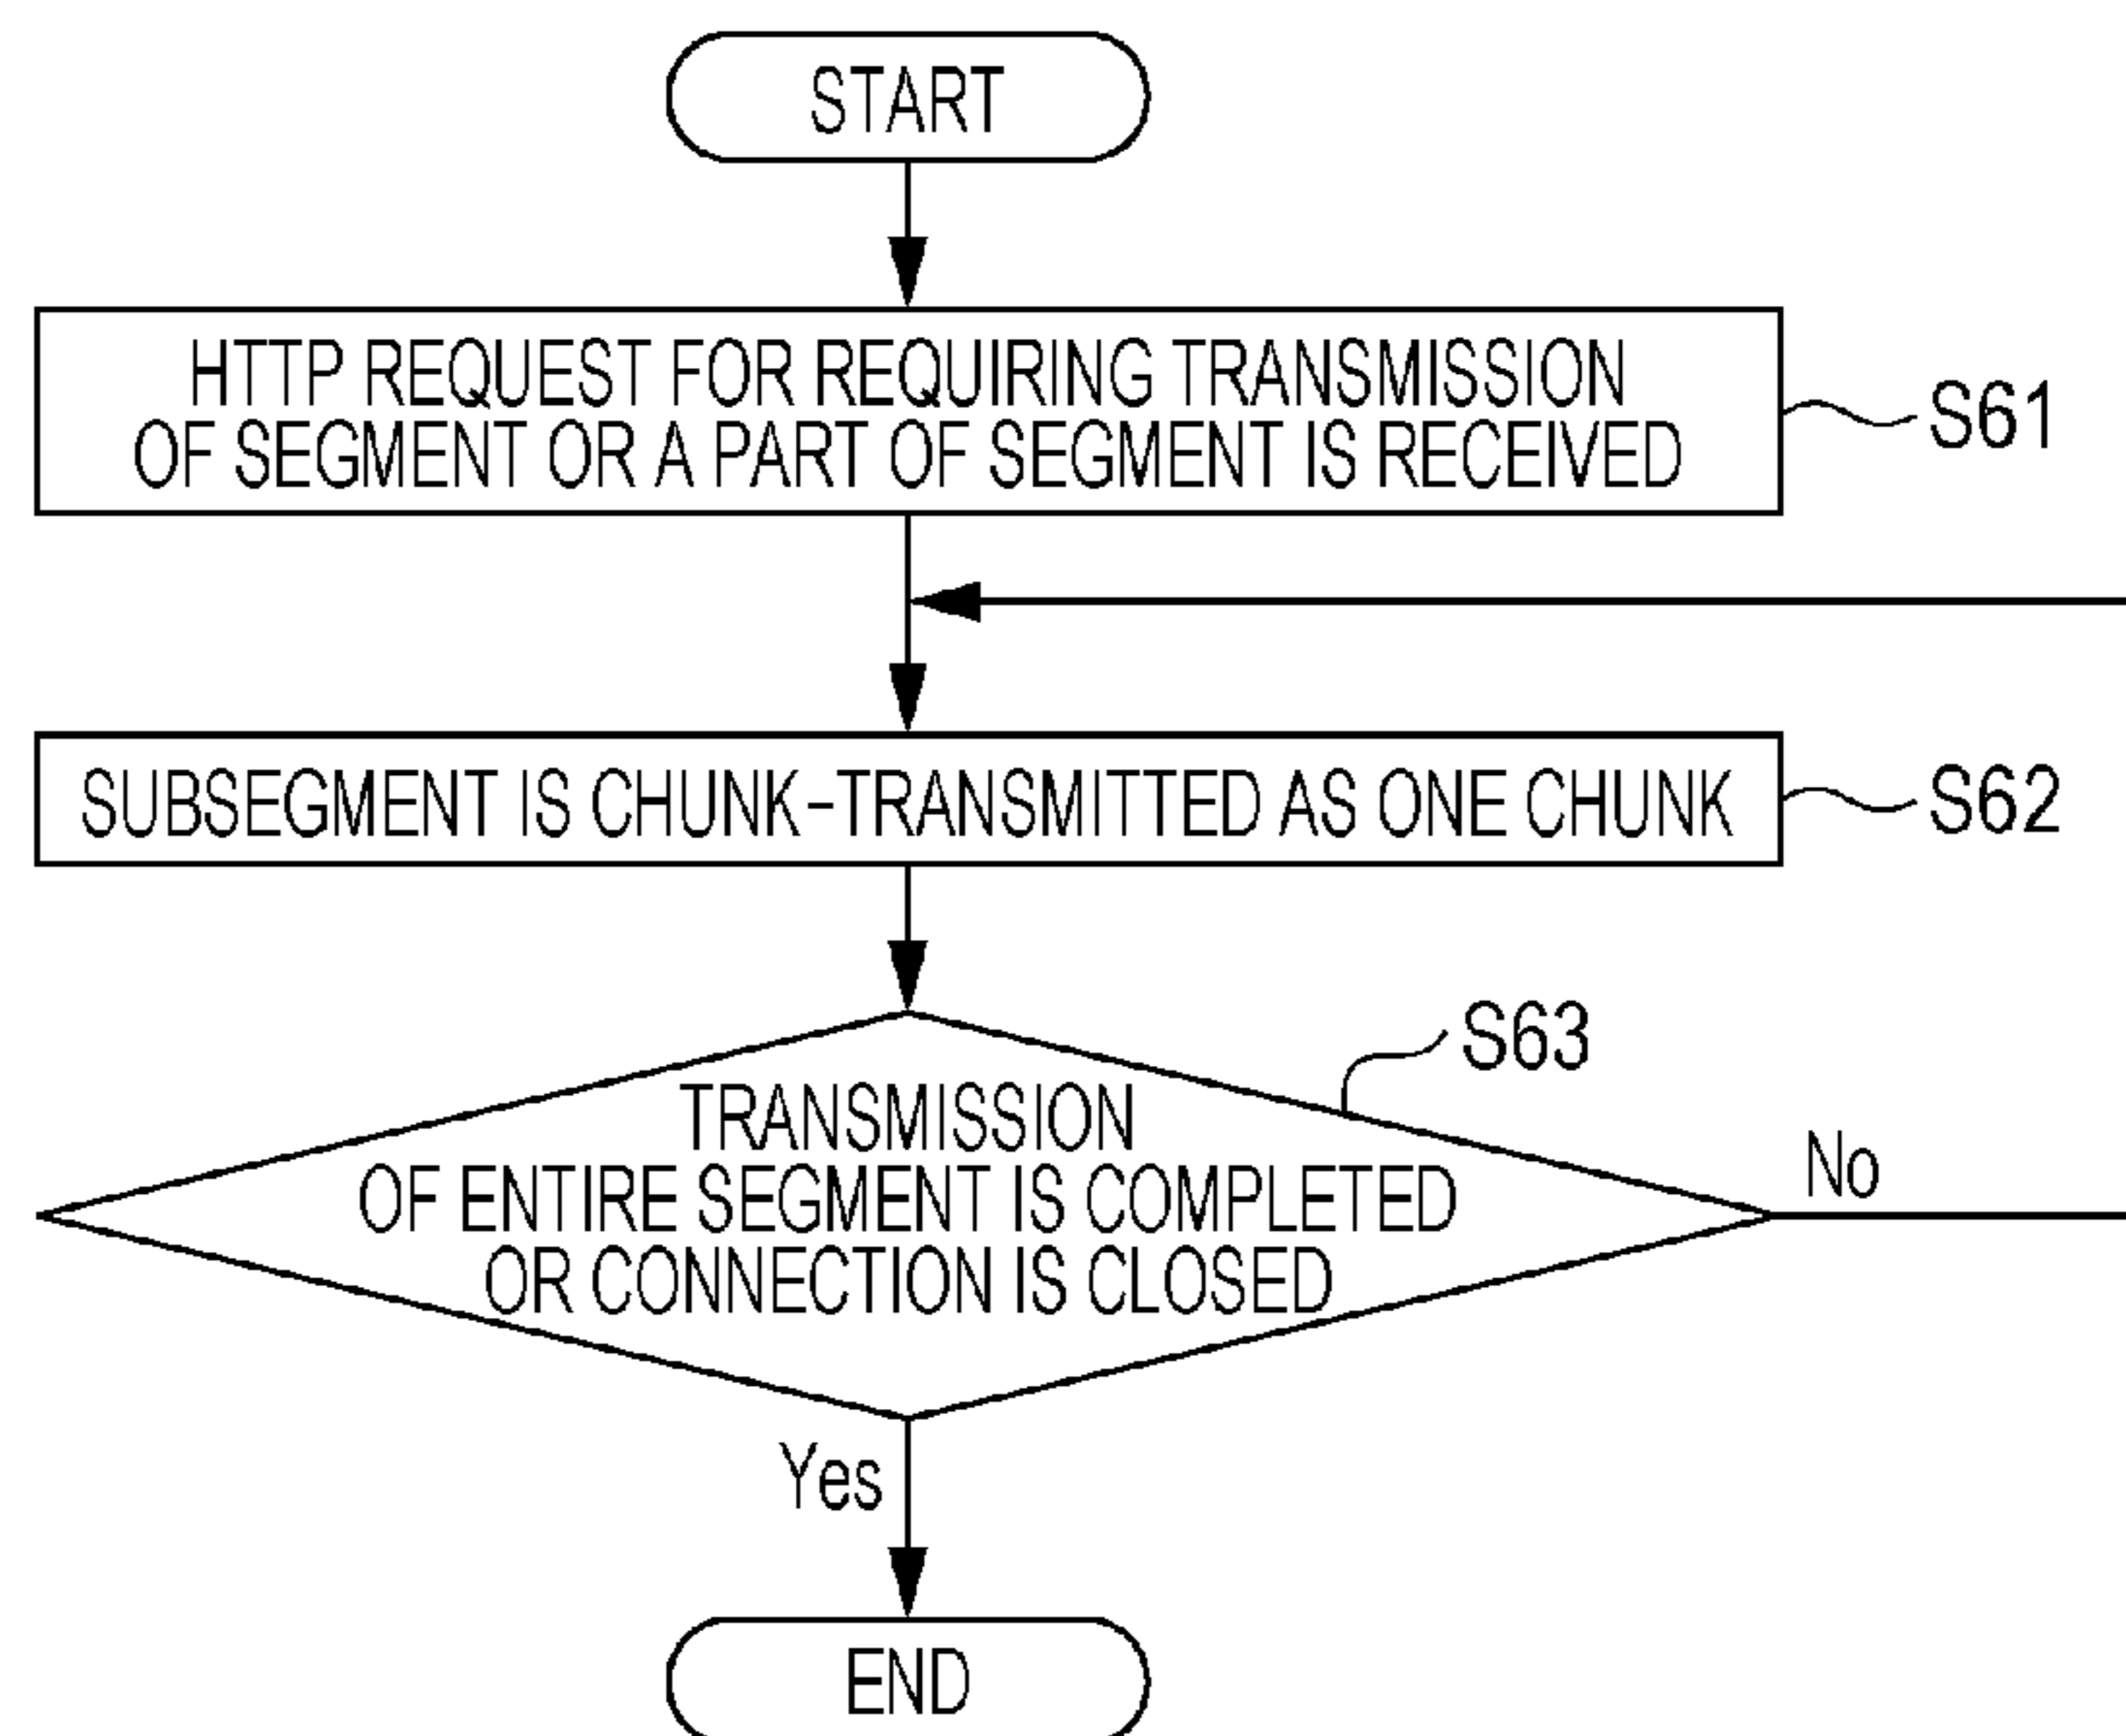 START
HTTP REQUEST FOR REQUIRING TRANSMISSION
OF SEGMENT OR A PART OF SEGMENT IS RECEIVED
S61
SUBSEGMENT IS CHUNK-TRANSMITTED AS ONE CHUNK
S62
S63
TRANSMISSION
OF ENTIRE SEGMENT IS COMPLETED
OR CONNECTION IS CLOSED
No
Yes
END